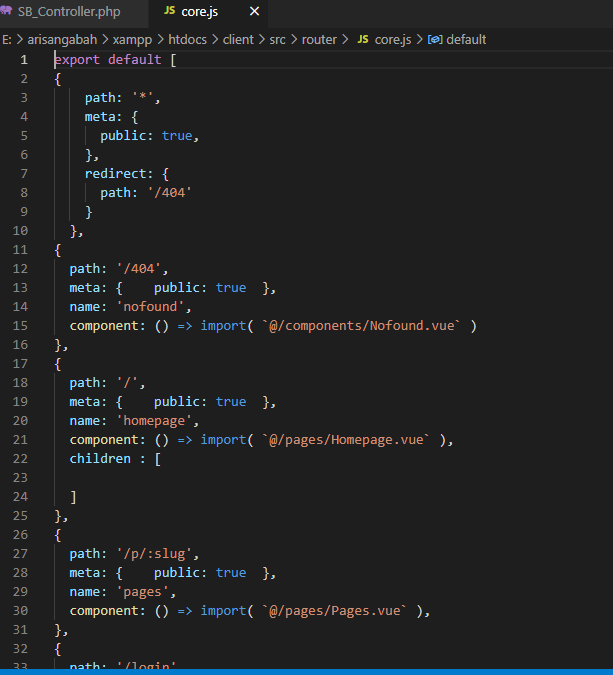 SB_Controller.php JS core.js ×
E: > arisangabah > xampp > htdocs > client > src > router > JS core.js > default
1 export default [
2 {
3     path: '*',
4     meta: {
5       public: true,
6     },
7     redirect: {
8       path: '/404'
9     }
10   },
11 {
12   path: '/404',
13   meta: {    public: true  },
14   name: 'nofound',
15   component: () => import( `@/components/Nofound.vue` )
16 },
17 {
18   path: '/',
19   meta: {    public: true  },
20   name: 'homepage',
21   component: () => import( `@/pages/Homepage.vue` ),
22   children : [
23
24   ]
25 },
26 {
27   path: '/p/:slug',
28   meta: {    public: true  },
29   name: 'pages',
30   component: () => import( `@/pages/Pages.vue` ),
31 },
32 {
33   path: '/login'